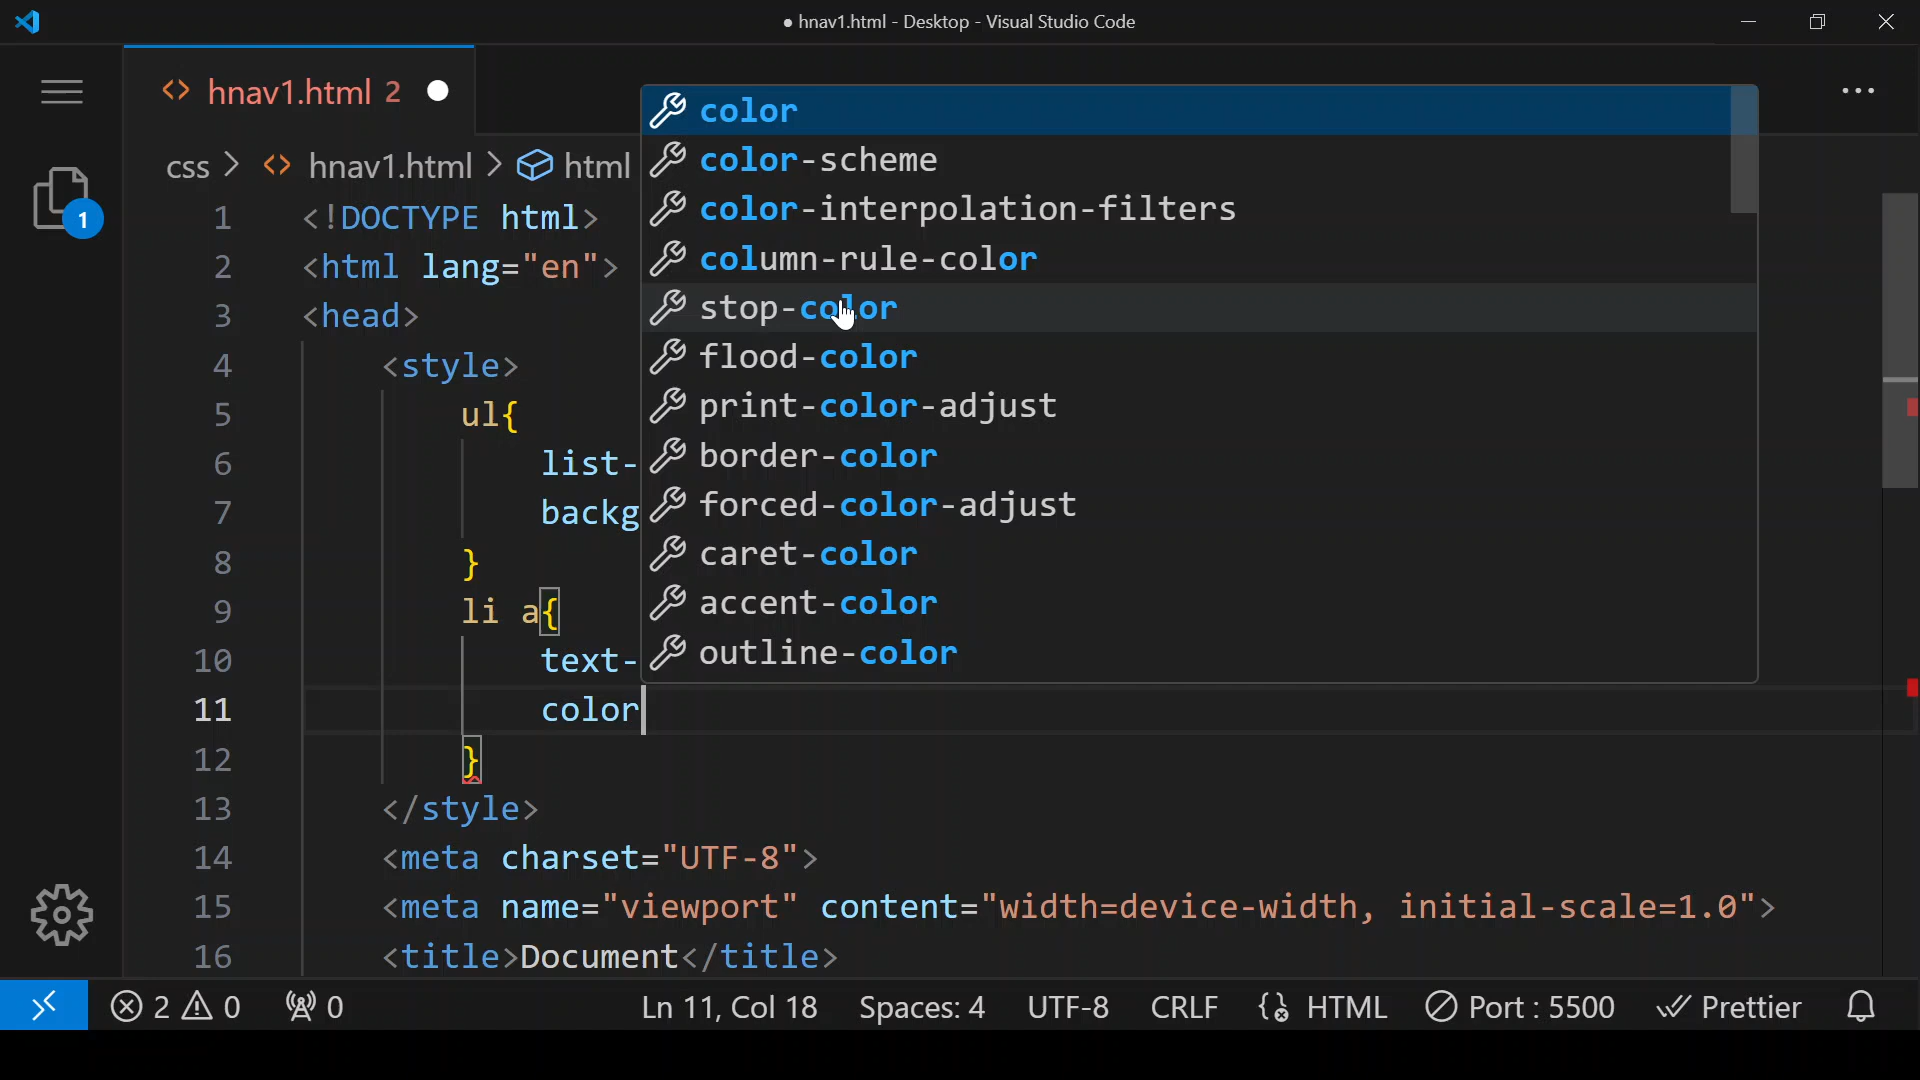 ● hnav1.html - Desktop - Visual Studio Code
<> hnav1.html 2 ●
...
css > <> hnav1.html > html
1 <!DOCTYPE html>
2 <html lang="en">
3 <head>
4 <style>
5 ul{
6 list-
7 backg
8 }
9 li a{
10 text-
11 color
12 }
13 </style>
14 <meta charset="UTF-8">
15 <meta name="viewport" content="width=device-width, initial-scale=1.0">
16 <title>Document</title>
color
color-scheme
color-interpolation-filters
column-rule-color
stop-color
flood-color
print-color-adjust
border-color
forced-color-adjust
caret-color
accent-color
outline-color
1
2 0 0 Ln 11, Col 18 Spaces: 4 UTF-8 CRLF {} HTML Port : 5500 Prettier